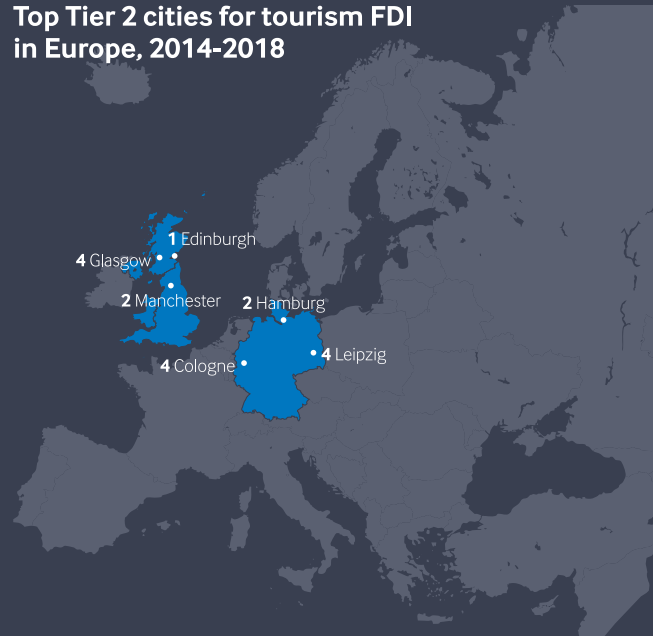 Top Tier 2 cities for tourism FDI
in Europe, 2014-2018
1 Edinburgh
4 Glasgow
2 Manchester
2 Hamburg
4 Leipzig
4 Cologne